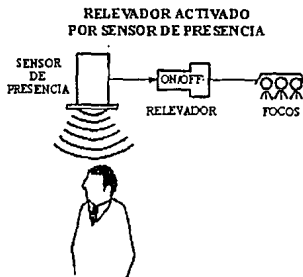 RELEVADOR ACTIVADO
POR SENSOR DE PRESENCIA
SENSOR
DE
PRESENCIA
ON/OFF
RELEVADOR
FOCOS